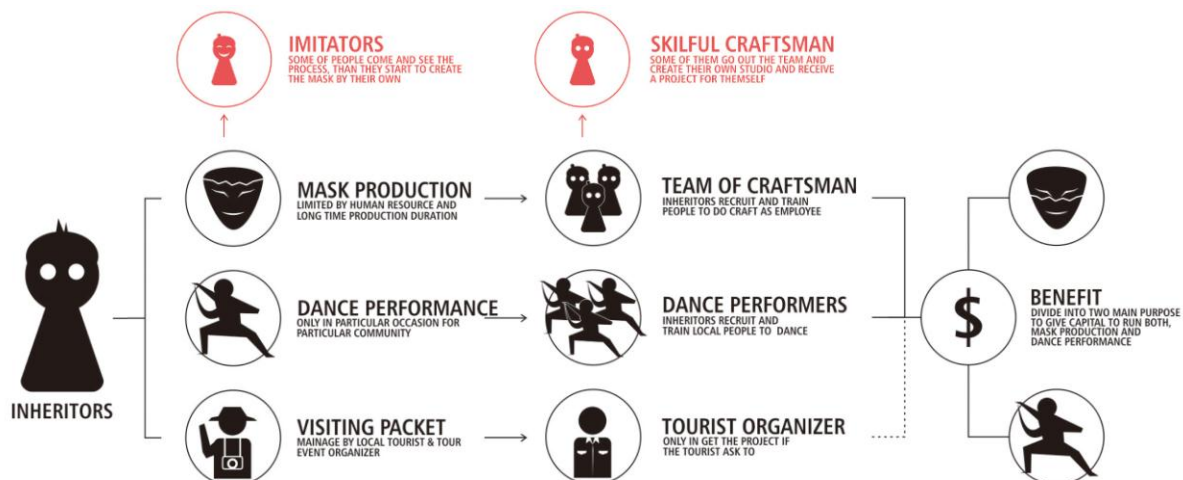 IMITATORS
SOME OF PEOPLE COME AND SEE THE
PROCESS, THAN THEY START TO CREATE
THE MASK BY THEIR OWN
SKILFUL CRAFTSMAN
SOME OF THEM GO OUT THE TEAM AND
CREATE THEIR OWN STUDIO AND RECEIVE
A PROJECT FOR THEMSELF
MASK PRODUCTION
LIMITED BY HUMAN RESOURCE AND
LONG TIME PRODUCTION DURATION
TEAM OF CRAFTSMAN
INHERITORS RECRUIT AND TRAIN
PEOPLE TO DO CRAFT AS EMPLOYEE
INHERITORS
DANCE PERFORMANCE
ONLY IN PARTICULAR OCCASION FOR
PARTICULAR COMMUNITY
DANCE PERFORMERS
INHERITORS RECRUIT AND
TRAIN LOCAL PEOPLE TO DANCE
$
BENEFIT
DIVIDE INTO TWO MAIN PURPOSE
TO GIVE CAPITAL TO RUN BOTH,
MASK PRODUCTION AND
DANCE PERFORMANCE
VISITING PACKET
MAINAGE BY LOCAL TOURIST & TOUR
EVENT ORGANIZER
TOURIST ORGANIZER
ONLY IN GET THE PROJECT IF
THE TOURIST ASK TO